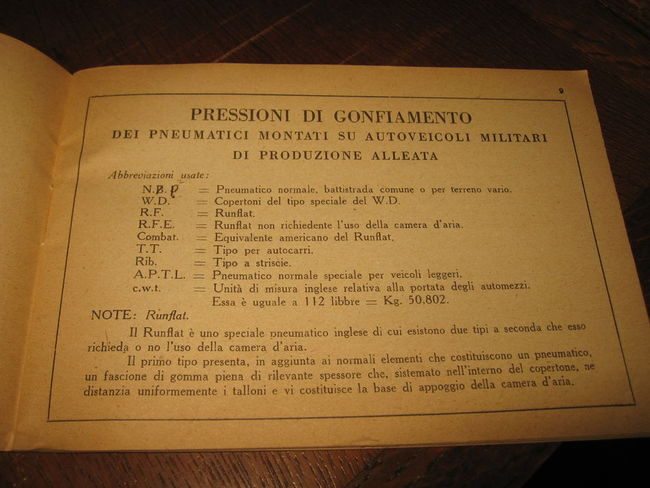 9
PRESSIONI DI GONFIAMENTO
DEI PNEUMATICI MONTATI SU AUTOVEICOLI MILITARI
DI PRODUZIONE ALLEATA
Abbreviazioni usate:
N.P. = Pneumatico normale, battistrada comune o per terreno vario.
W.D. = Copertoni del tipo speciale del W.D.
R.F. = Runflat.
R.F.E. = Runflat non richiedente l'uso della camera d'aria.
Combat. = Equivalente americano del Runflat.
T.T. = Tipo per autocarri.
Rib. = Tipo a striscie.
A.P.T.L. = Pneumatico normale speciale per veicoli leggeri.
c.w.t. = Unità di misura inglese relativa alla portata degli automezzi.
Essa è uguale a 112 libbre = Kg. 50.802.
NOTE: Runflat.
Il Runflat è uno speciale pneumatico inglese di cui esistono due tipi a seconda che esso
richieda o no l'uso della camera d'aria.
Il primo tipo presenta, in aggiunta ai normali elementi che costituiscono un pneumatico,
un fascione di gomma piena di rilevante spessore che, sistemato nell'interno del copertone, ne
distanzia uniformemente i talloni e vi costituisce la base di appoggio della camera d'aria.